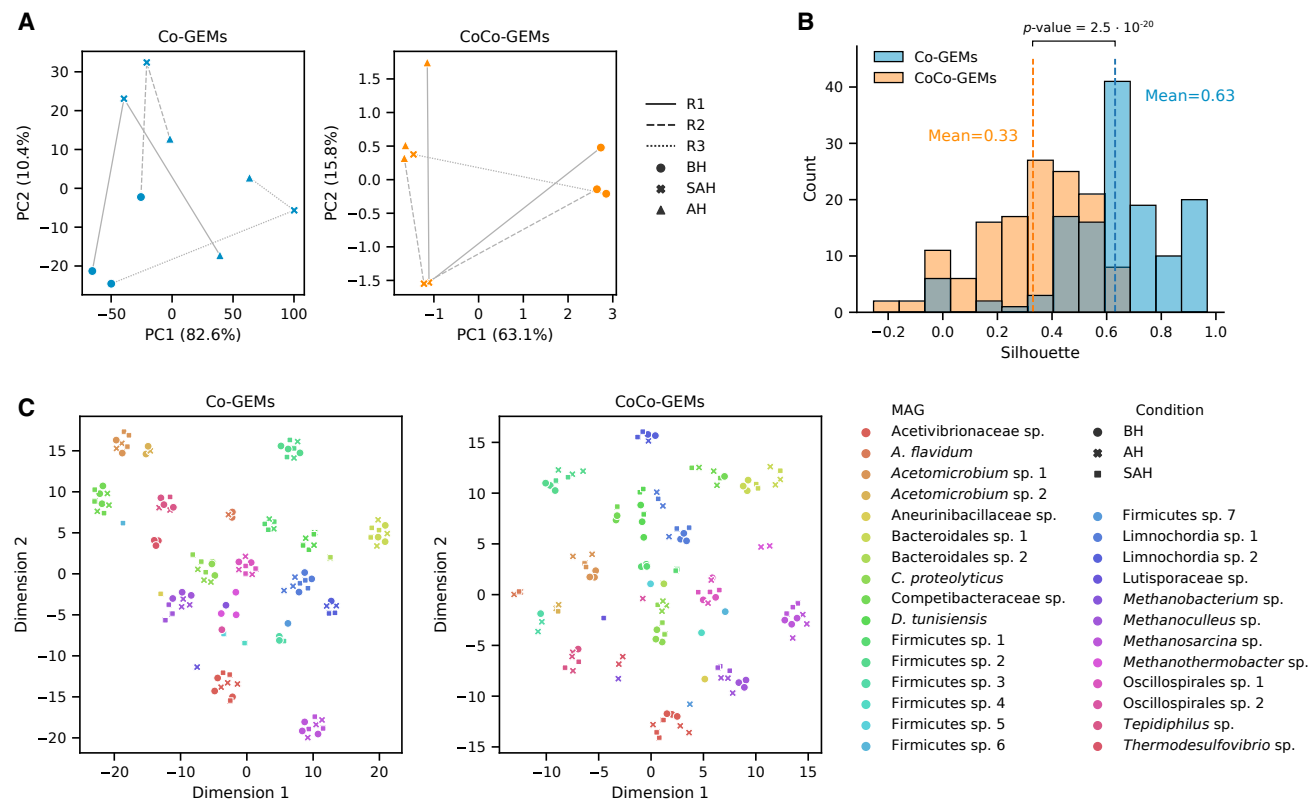 A
Co-GEMs
CoCo-GEMs
30
20
10
0
−10
−20
PC2 (10.4%)
−50
0
50
100
PC1 (82.6%)
1.5
1.0
0.5
0.0
−0.5
−1.0
−1.5
PC2 (15.8%)
−1
0
1
2
3
PC1 (63.1%)
R1
R2
R3
BH
SAH
AH
B
p-value = 2.5 · 10-20
Co-GEMs
CoCo-GEMs
Mean=0.63
Mean=0.33
40
30
20
10
0
Count
−0.2
0.0
0.2
0.4
0.6
0.8
1.0
Silhouette
C
Co-GEMs
15
10
5
0
−5
−10
−15
−20
Dimension 2
−20
−10
0
10
20
Dimension 1
CoCo-GEMs
15
10
5
0
−5
−10
−15
Dimension 2
−10
−5
0
5
10
15
Dimension 1
MAG
Acetivibrionaceae sp.
A. flavidum
Acetomicrobium sp. 1
Acetomicrobium sp. 2
Aneurinibacillaceae sp.
Bacteroidales sp. 1
Bacteroidales sp. 2
C. proteolyticus
Competibacteraceae sp.
D. tunisiensis
Firmicutes sp. 1
Firmicutes sp. 2
Firmicutes sp. 3
Firmicutes sp. 4
Firmicutes sp. 5
Firmicutes sp. 6
Condition
BH
AH
SAH
Firmicutes sp. 7
Limnochordia sp. 1
Limnochordia sp. 2
Lutisporaceae sp.
Methanobacterium sp.
Methanoculleus sp.
Methanosarcina sp.
Methanothermobacter sp.
Oscillospirales sp. 1
Oscillospirales sp. 2
Tepidiphilus sp.
Thermodesulfovibrio sp.